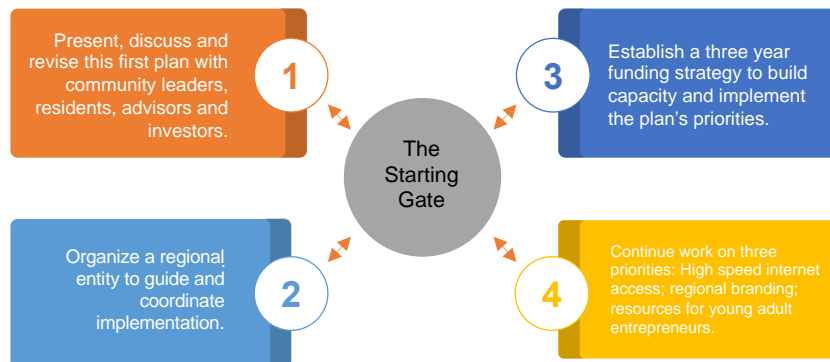 Present, discuss and
revise this first plan with
community leaders,
residents, advisors and
investors.
1
Organize a regional
entity to guide and
coordinate
implementation.
2
The
Starting
Gate
3
Establish a three year
funding strategy to build
capacity and implement
the plan's priorities.
4
Continue work on three
priorities: High speed internet
access; regional branding;
resources for young adult
entrepreneurs.